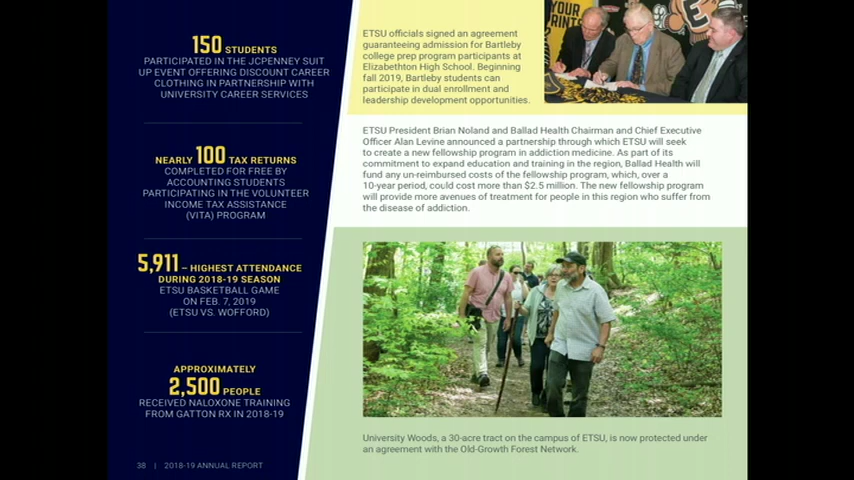 150 STUDENTS
PARTICIPATED IN THE JCPENNEY SUIT
UP EVENT OFFERING DISCOUNT CAREER
CLOTHING IN PARTNERSHIP WITH
UNIVERSITY CAREER SERVICES
NEARLY 100 TAX RETURNS
COMPLETED FOR FREE BY
ACCOUNTING STUDENTS
PARTICIPATING IN THE VOLUNTEER
INCOME TAX ASSISTANCE
(VITA) PROGRAM
5,911 – HIGHEST ATTENDANCE
DURING 2018-19 SEASON
ETSU BASKETBALL GAME
ON FEB. 7, 2019
(ETSU VS. WOFFORD)
APPROXIMATELY
2,500 PEOPLE
RECEIVED NALOXONE TRAINING
FROM GATTON RX IN 2018-19
38 | 2018-19 ANNUAL REPORT
ETSU officials signed an agreement
guaranteeing admission for Bartleby
college prep program participants at
Elizabethton High School. Beginning
fall 2019, Bartleby students can
participate in dual enrollment and
leadership development opportunities.
YOUR
PRINTS
E
ETSU President Brian Noland and Ballad Health Chairman and Chief Executive
Officer Alan Levine announced a partnership through which ETSU will seek
to create a new fellowship program in addiction medicine. As part of its
commitment to expand education and training in the region, Ballad Health will
fund any un-reimbursed costs of the fellowship program, which, over a
10-year period, could cost more than $2.5 million. The new fellowship program
will provide more avenues of treatment for people in this region who suffer from
the disease of addiction.
University Woods, a 30-acre tract on the campus of ETSU, is now protected under
an agreement with the Old-Growth Forest Network.